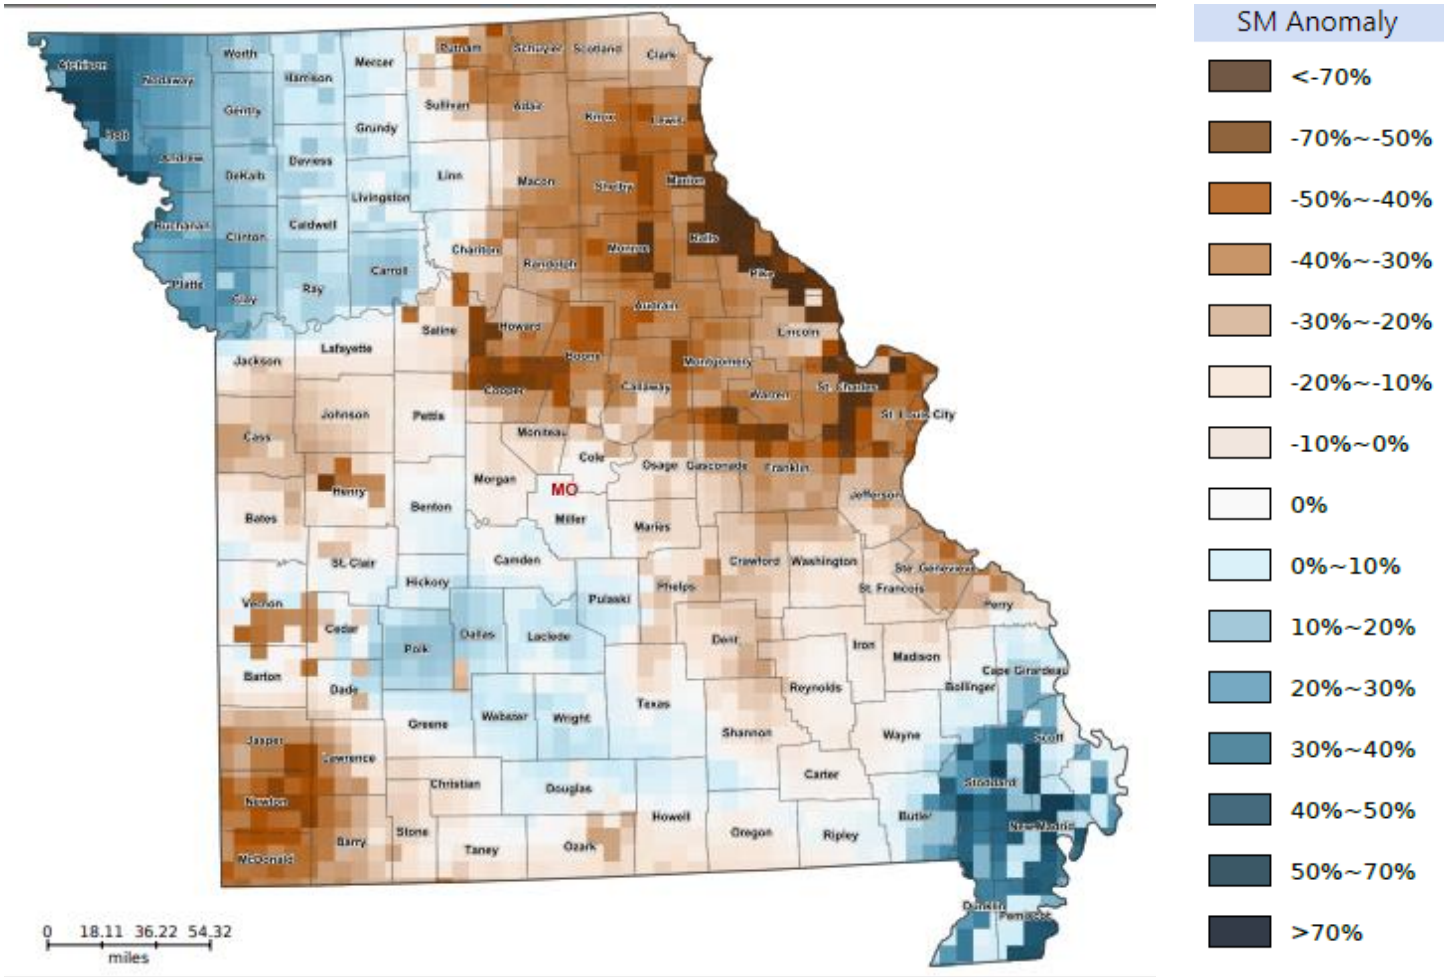 SM Anomaly
<-70%
-70%~-50%
-50%~-40%
-40%~-30%
-30%~-20%
-20%~-10%
-10%~0%
0%
0%~10%
10%~20%
20%~30%
30%~40%
40%~50%
50%~70%
>70%
Atchison
Nodaway
Worth
Harrison
Mercer
Putnam
Schuyler
Scotland
Clark
Gentry
Sullivan
Adair
Knox
Lewis
Holt
Grundy
Andrew
DeKalb
Daviess
Livingston
Linn
Macon
Shelby
Marion
Buchanan
Clinton
Caldwell
Chariton
Randolph
Monroe
Ralls
Platte
Clay
Ray
Carroll
Pike
Audrain
Saline
Howard
Boone
Lincoln
Jackson
Lafayette
Cooper
Callaway
Montgomery
Warren
St. Charles
St. Louis City
Johnson
Pettis
Moniteau
Cass
Cole
Osage
Gasconade
Franklin
Henry
Morgan
MO
Jefferson
Bates
Benton
Miller
Maries
St. Clair
Camden
Crawford
Washington
Ste. Genevieve
Hickory
Phelps
St. Francois
Vernon
Pulaski
Perry
Cedar
Polk
Dallas
Laclede
Dent
Iron
Madison
Barton
Dade
Reynolds
Bollinger
Cape Girardeau
Greene
Webster
Wright
Texas
Shannon
Wayne
Scott
Jasper
Lawrence
Christian
Douglas
Carter
Stoddard
Newton
Howell
Oregon
Ripley
Butler
New Madrid
McDonald
Barry
Stone
Taney
Ozark
Dunklin
Pemiscot
0 18.11 36.22 54.32
miles